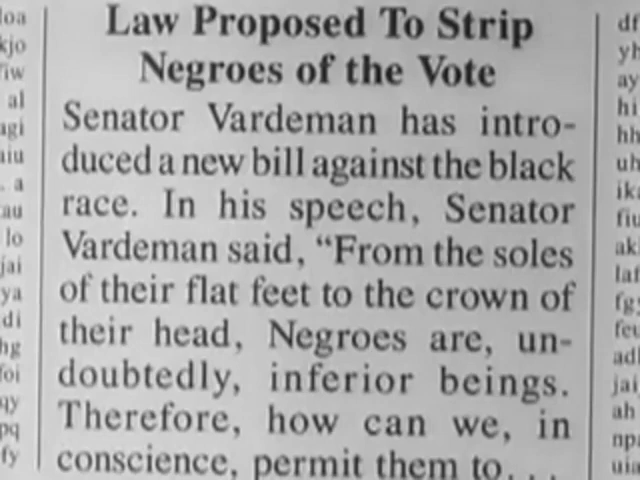 Law Proposed To Strip
Negroes of the Vote
Senator Vardeman has intro-
duced a new bill against the black
race. In his speech, Senator
Vardeman said, “From the soles
of their flat feet to the crown of
their head, Negroes are, un-
doubtedly, inferior beings.
Therefore, how can we, in
conscience, permit them to. . .